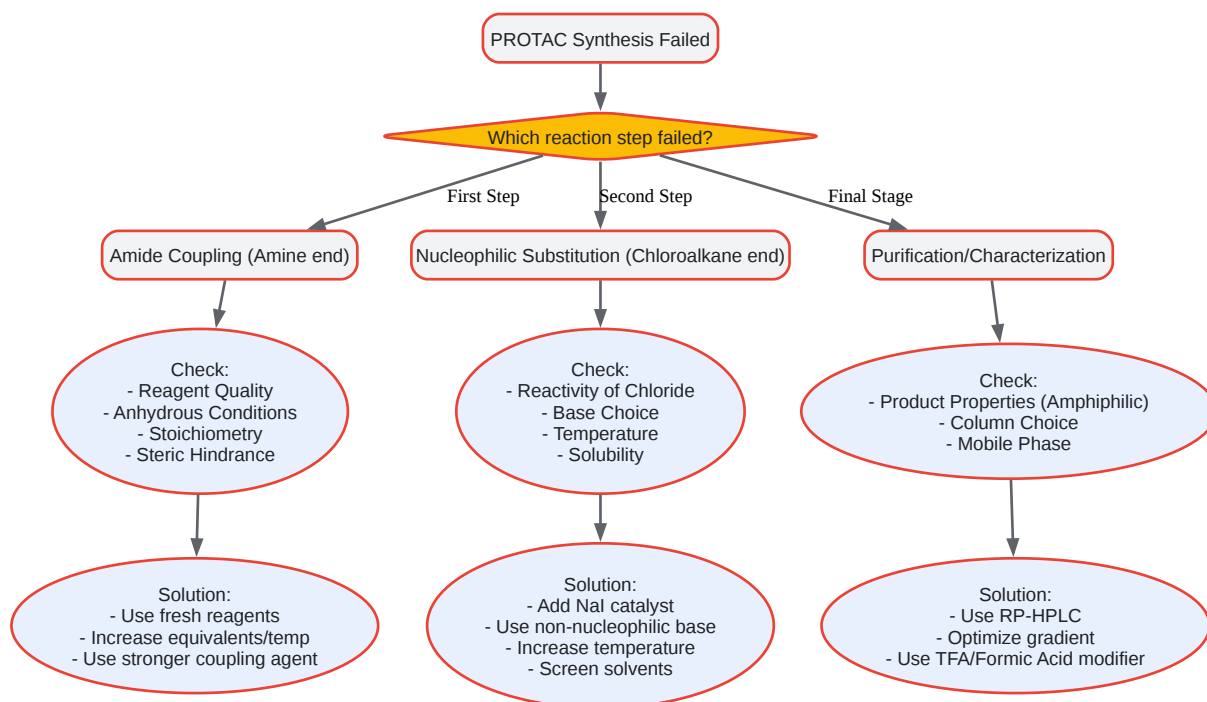 PROTAC Synthesis Failed
Which reaction step failed?
First Step
Second Step
Final Stage
Amide Coupling (Amine end)
Nucleophilic Substitution (Chloroalkane end)
Purification/Characterization
Check:
- Reagent Quality
- Anhydrous Conditions
- Stoichiometry
- Steric Hindrance
Check:
- Reactivity of Chloride
- Base Choice
- Temperature
- Solubility
Check:
- Product Properties (Amphiphilic)
- Column Choice
- Mobile Phase
Solution:
- Use fresh reagents
- Increase equivalents/temp
- Use stronger coupling agent
Solution:
- Add NaI catalyst
- Use non-nucleophilic base
- Increase temperature
- Screen solvents
Solution:
- Use RP-HPLC
- Optimize gradient
- Use TFA/Formic Acid modifier